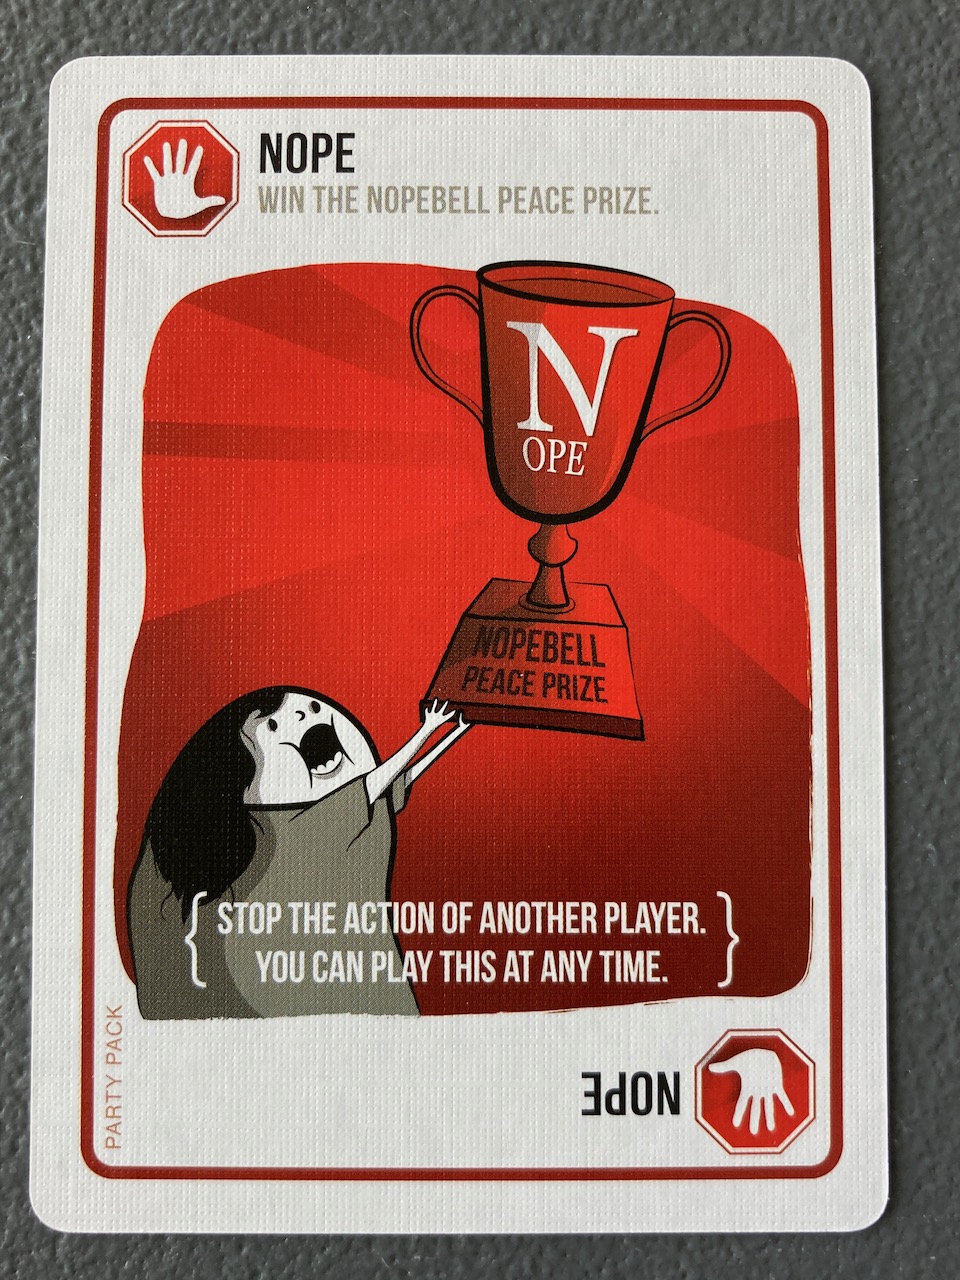 NOPE
WIN THE NOPEBELL PEACE PRIZE.
N
OPE
NOPEBELL
PEACE PRIZE
STOP THE ACTION OF ANOTHER PLAYER.
YOU CAN PLAY THIS AT ANY TIME.
PARTY PACK
NOPE